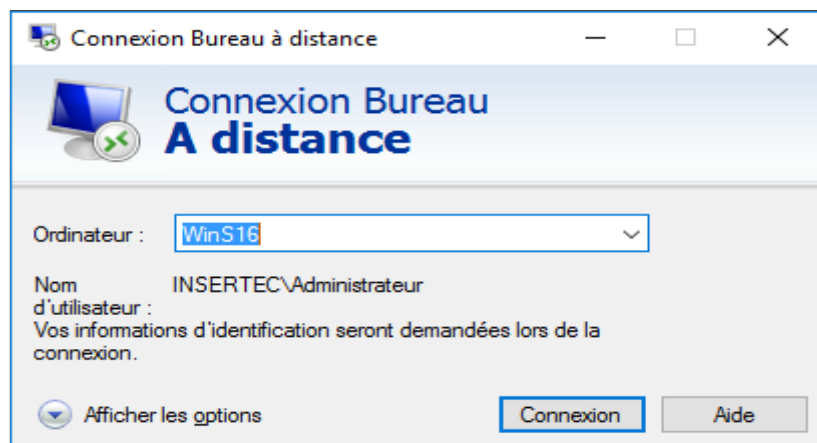 Connexion Bureau à distance
Connexion Bureau
A distance
Ordinateur :
WinS16
Nom
d'utilisateur :
INSERTEC\Administrateur
Vos informations d'identification seront demandées lors de la
connexion.
Afficher les options
Connexion
Aide